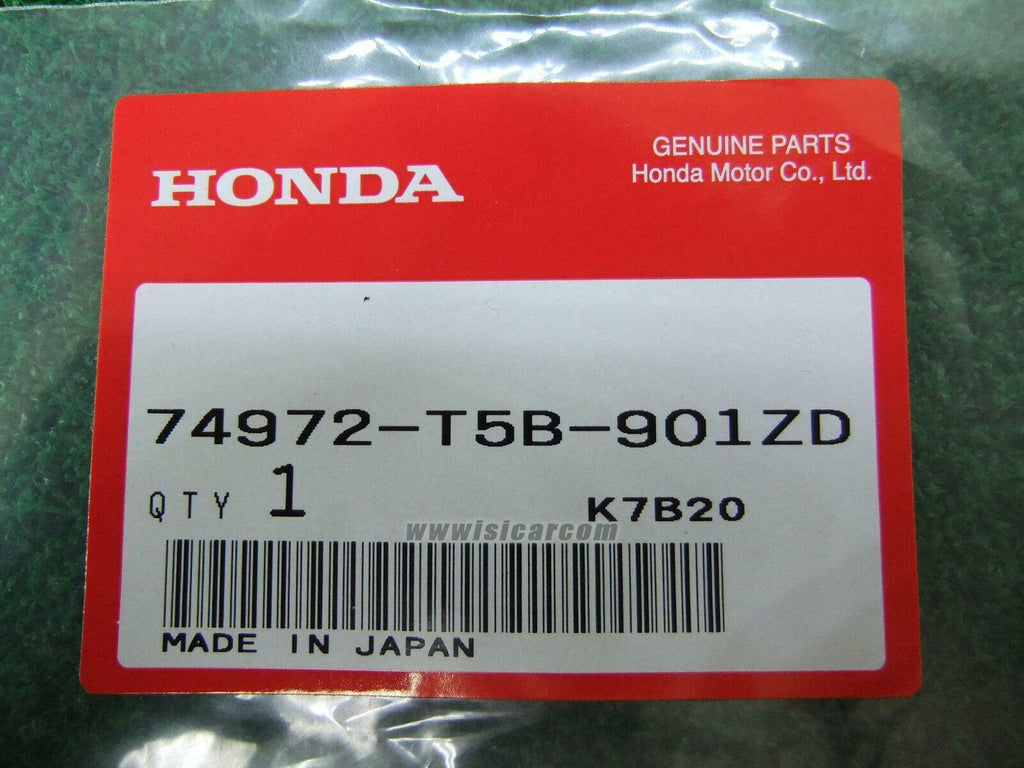 HONDA
GENUINE PARTS
Honda Motor Co., Ltd.
74972-T5B-901ZD
QTY 1
K7B20
wwwisicarcom
MADE IN JAPAN